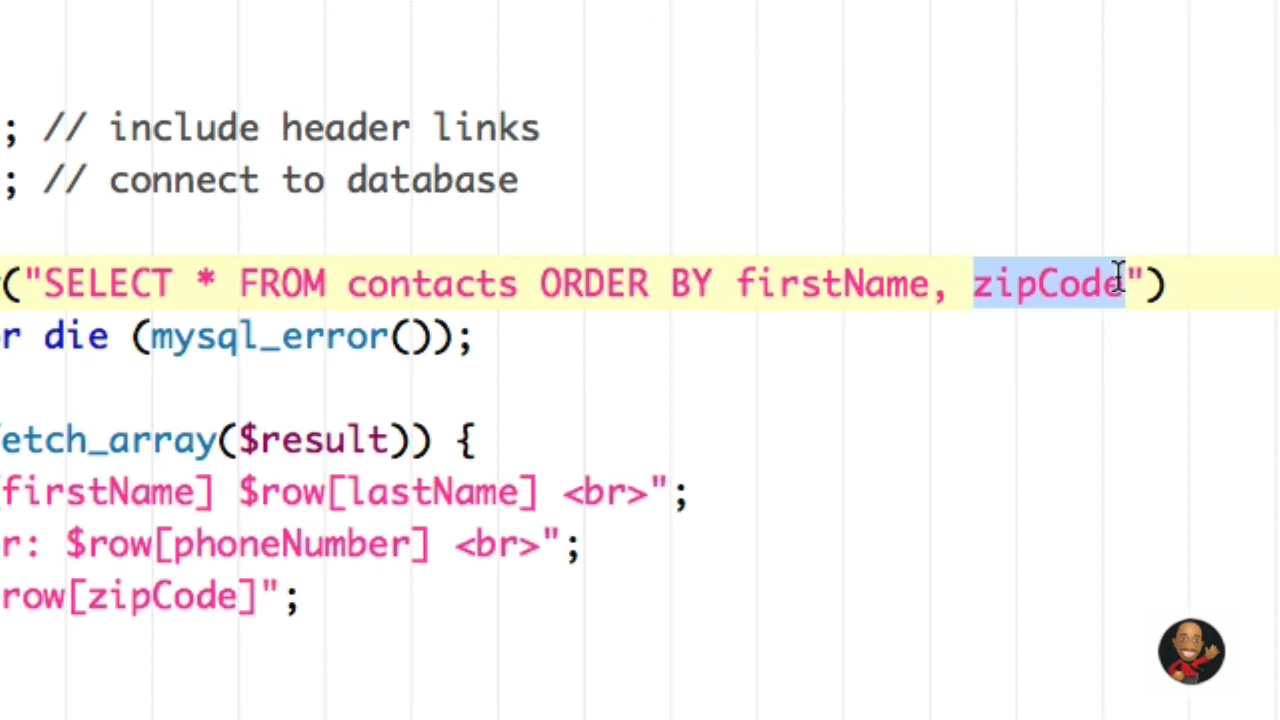 ; // include header links
; // connect to database
("SELECT * FROM contacts ORDER BY firstName, zipCode")
r die (mysql_error());
etch_array($result)) {
firstName] $row[lastName] <br>";
r: $row[phoneNumber] <br>";
row[zipCode]";